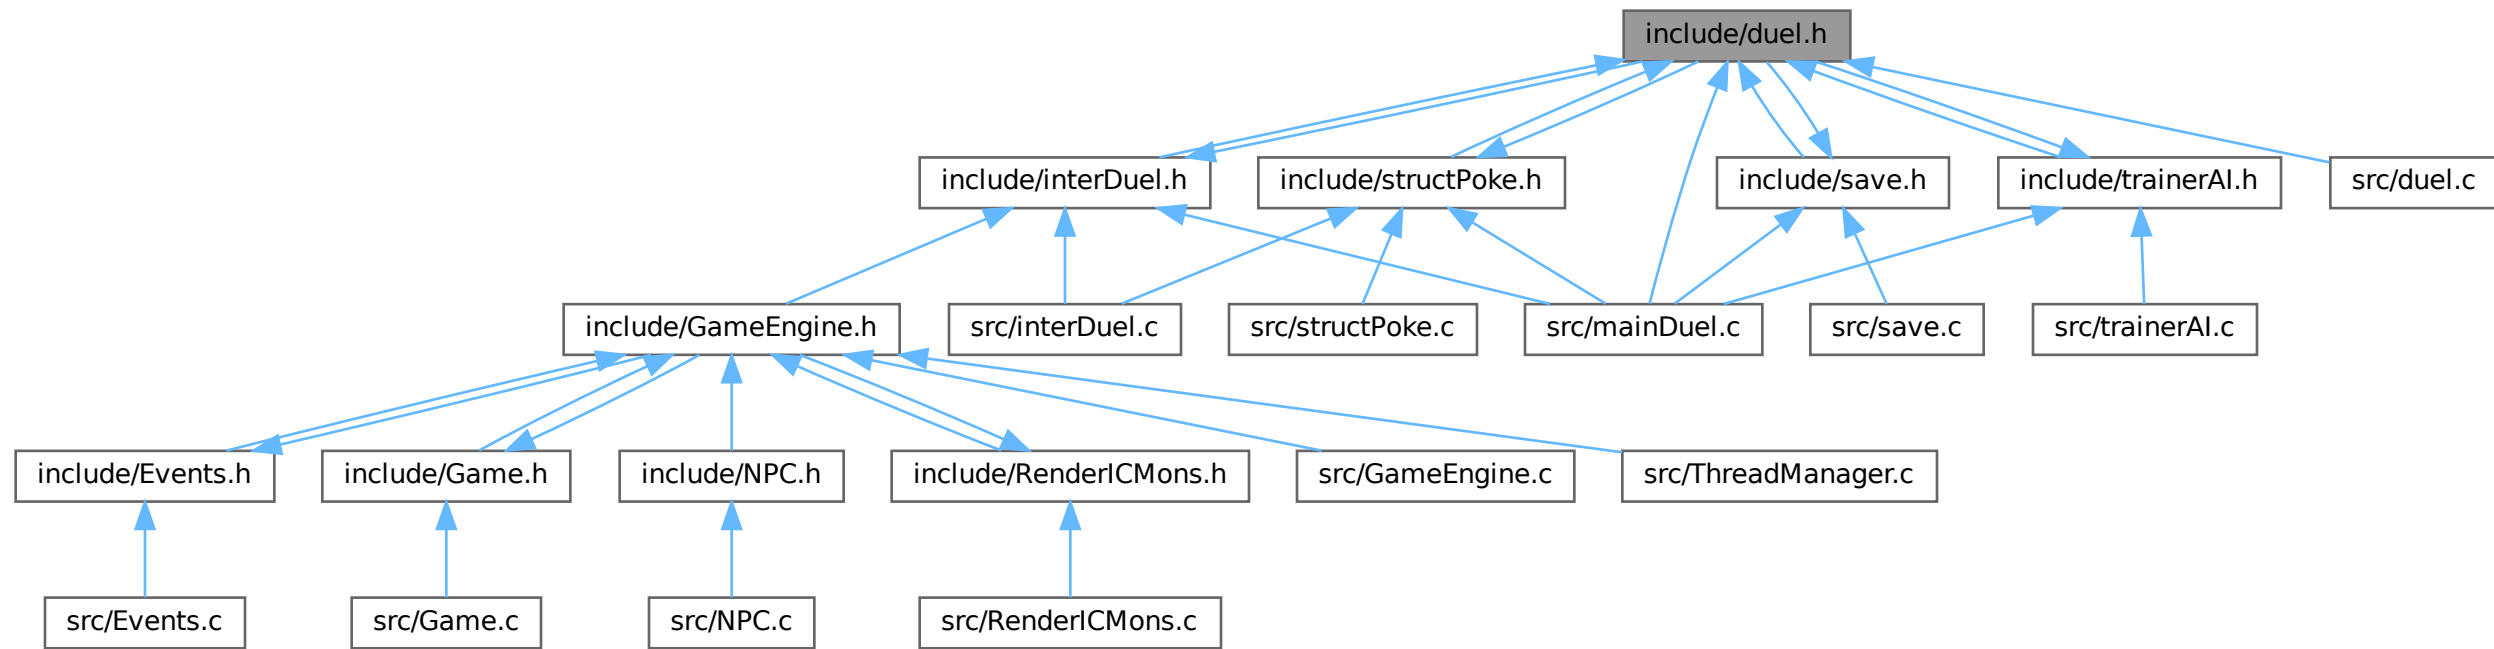 include/duel.h
include/interDuel.h
include/structPoke.h
include/save.h
include/trainerAI.h
src/duel.c
include/GameEngine.h
src/interDuel.c
src/structPoke.c
src/mainDuel.c
src/save.c
src/trainerAI.c
include/Events.h
include/Game.h
include/NPC.h
include/RenderICMons.h
src/GameEngine.c
src/ThreadManager.c
src/Events.c
src/Game.c
src/NPC.c
src/RenderICMons.c